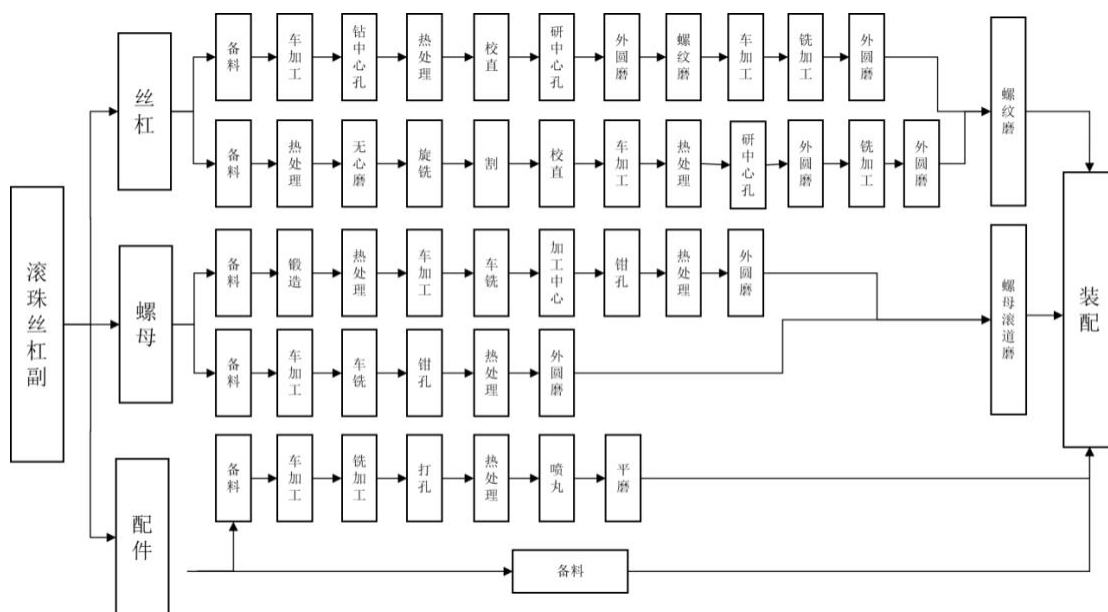 滚珠丝杠副
丝杠
备料
车加工
钻中心孔
热处理
校直
研中心孔
外圆磨
螺纹磨
车加工
铣加工
外圆磨
备料
热处理
无心磨
旋铣
割
校直
车加工
热处理
研中心孔
外圆磨
铣加工
外圆磨
螺纹磨
螺母
备料
锻造
热处理
车加工
车铣
加工中心
钳孔
热处理
外圆磨
备料
车加工
车铣
钳孔
热处理
外圆磨
螺母滚道磨
配件
备料
车加工
铣加工
打孔
热处理
喷丸
平磨
备料
装配